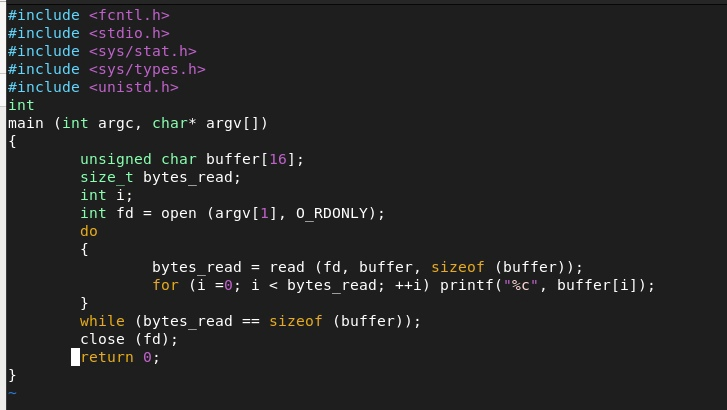 #include <fcntl.h>
#include <stdio.h>
#include <sys/stat.h>
#include <sys/types.h>
#include <unistd.h>
int
main (int argc, char* argv[])
{
        unsigned char buffer[16];
        size_t bytes_read;
        int i;
        int fd = open (argv[1], O_RDONLY);
        do
        {
                bytes_read = read (fd, buffer, sizeof (buffer));
                for (i =0; i < bytes_read; ++i) printf("%c", buffer[i]);
        }
        while (bytes_read == sizeof (buffer));
        close (fd);
        return 0;
}
~